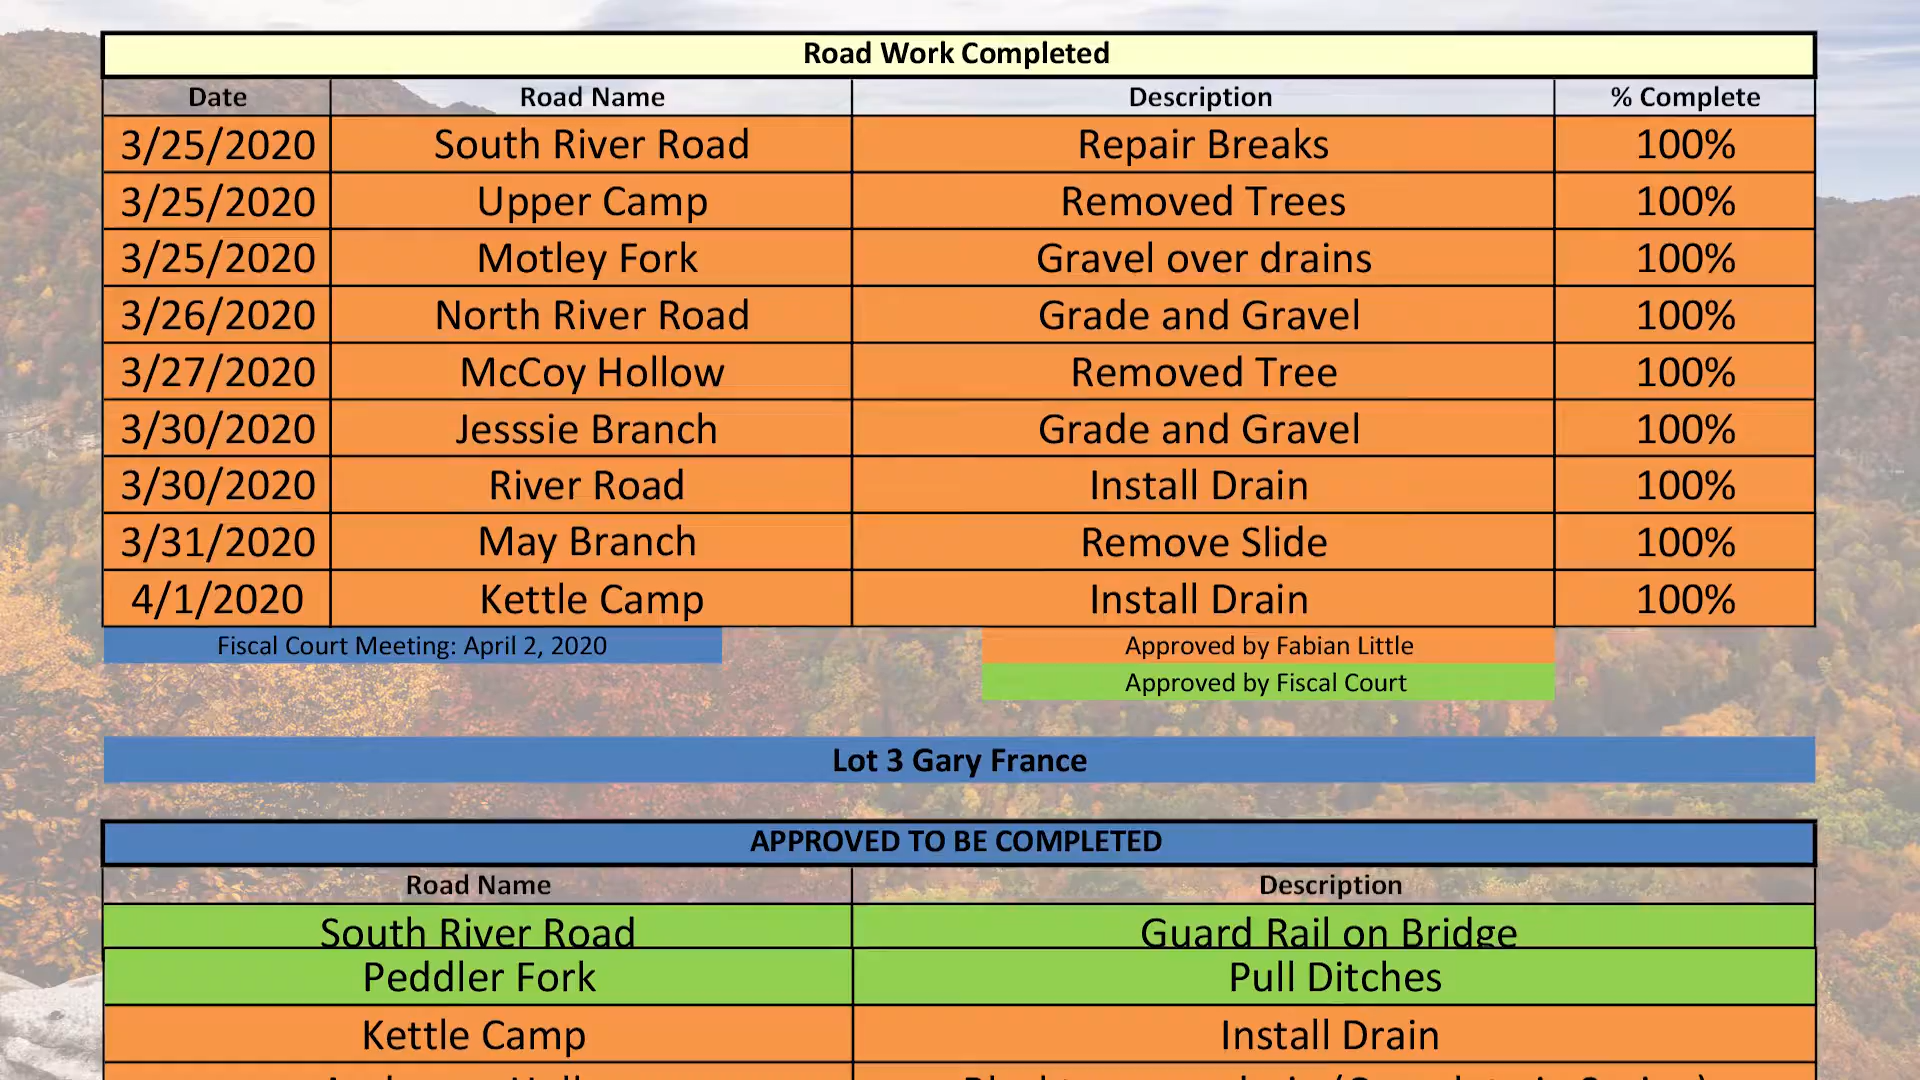 Road Work Completed
Date Road Name Description % Complete
3/25/2020 South River Road Repair Breaks 100%
3/25/2020 Upper Camp Removed Trees 100%
3/25/2020 Motley Fork Gravel over drains 100%
3/26/2020 North River Road Grade and Gravel 100%
3/27/2020 McCoy Hollow Removed Tree 100%
3/30/2020 Jesssie Branch Grade and Gravel 100%
3/30/2020 River Road Install Drain 100%
3/31/2020 May Branch Remove Slide 100%
4/1/2020 Kettle Camp Install Drain 100%
Fiscal Court Meeting: April 2, 2020 Approved by Fabian Little
Approved by Fiscal Court
Lot 3 Gary France
APPROVED TO BE COMPLETED
Road Name Description
South River Road Guard Rail on Bridge
Peddler Fork Pull Ditches
Kettle Camp Install Drain